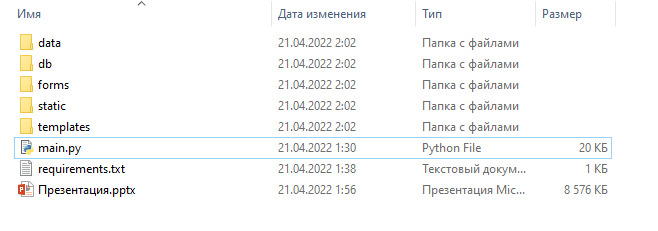 Имя Дата изменения Тип Размер
data 21.04.2022 2:02 Папка с файлами
db 21.04.2022 2:02 Папка с файлами
forms 21.04.2022 2:02 Папка с файлами
static 21.04.2022 2:02 Папка с файлами
templates 21.04.2022 2:02 Папка с файлами
main.py 21.04.2022 1:30 Python File 20 КБ
requirements.txt 21.04.2022 1:38 Текстовый докум... 1 КБ
Презентация.pptx 21.04.2022 1:56 Презентация Mic... 8 576 КБ